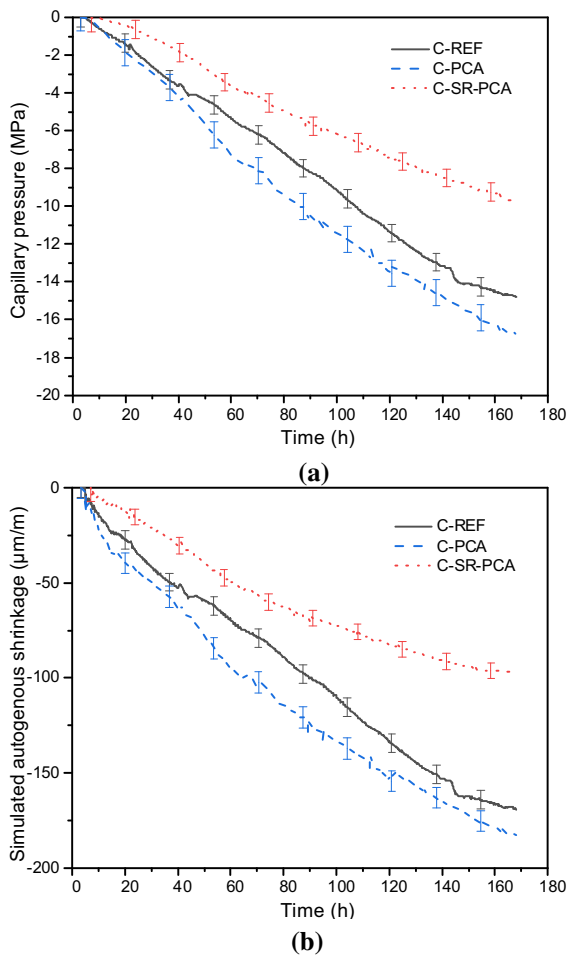 0
-2
-4
-6
-8
-10
-12
-14
-16
-18
-20
Capillary pressure (MPa)
C-REF
C-PCA
C-SR-PCA
0 20 40 60 80 100 120 140 160 180
Time (h)
(a)
0
-50
-100
-150
-200
Simulated autogenous shrinkage (μm/m)
C-REF
C-PCA
C-SR-PCA
0 20 40 60 80 100 120 140 160 180
Time (h)
(b)